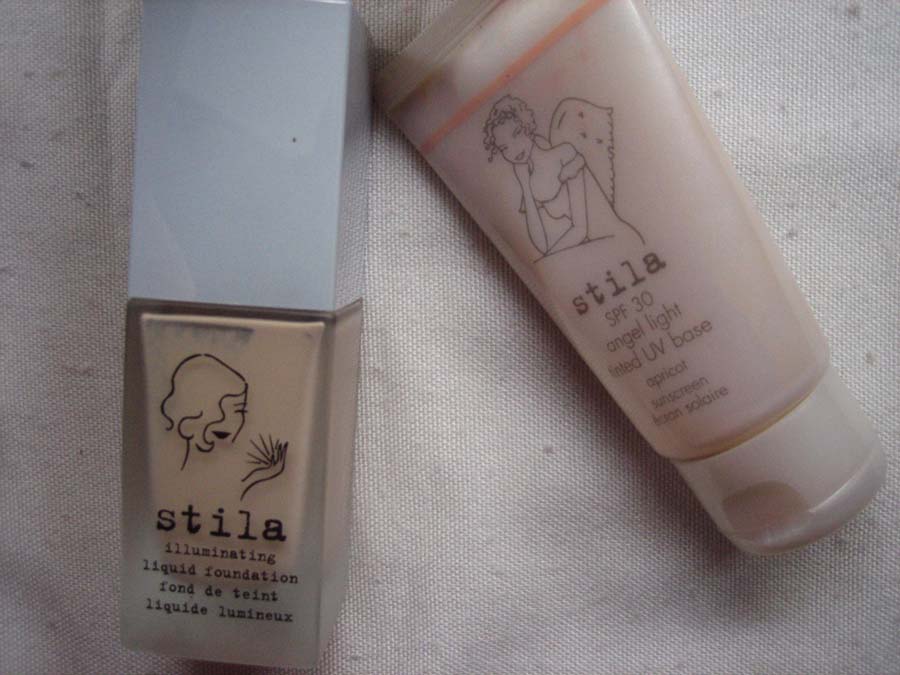 stila
illuminating
liquid foundation
fond de teint
liquide lumineux
stila
SPF 30
angel light
tinted UV base
apricot
sunscreen
écran solaire